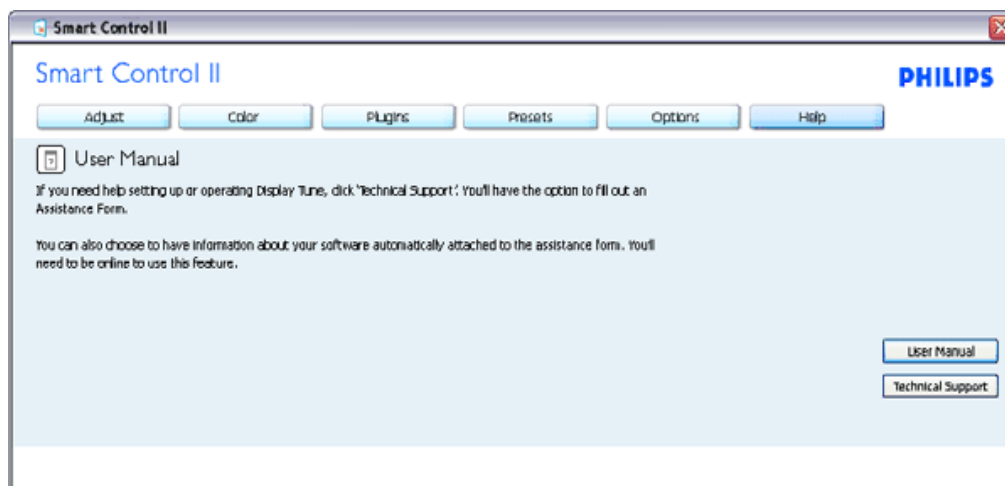 Smart Control II
Smart Control II
PHILIPS
Adjust Color Plugins Presets Options Help
User Manual
If you need help setting up or operating Display Tune, click 'Technical Support'. You'll have the option to fill out an
Assistance Form.
You can also choose to have information about your software automatically attached to the assistance form. You'll
need to be online to use this feature.
User Manual
Technical Support